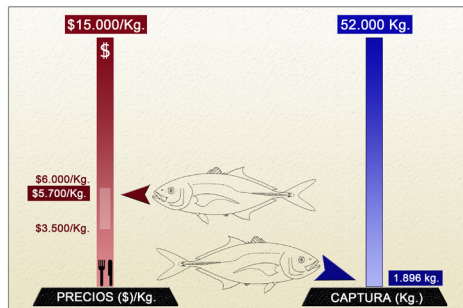 $15.000/Kg.
52.000 Kg.
$
$6.000/Kg.
$5.700/Kg.
$3.500/Kg.
1.896 kg.
PRECIOS ($)/Kg.
CAPTURA (Kg.)